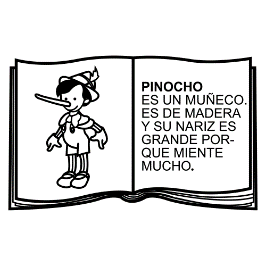 PINOCHO
ES UN MUÑECO.
ES DE MADERA
Y SU NARIZ ES
GRANDE POR-
QUE MIENTE
MUCHO.